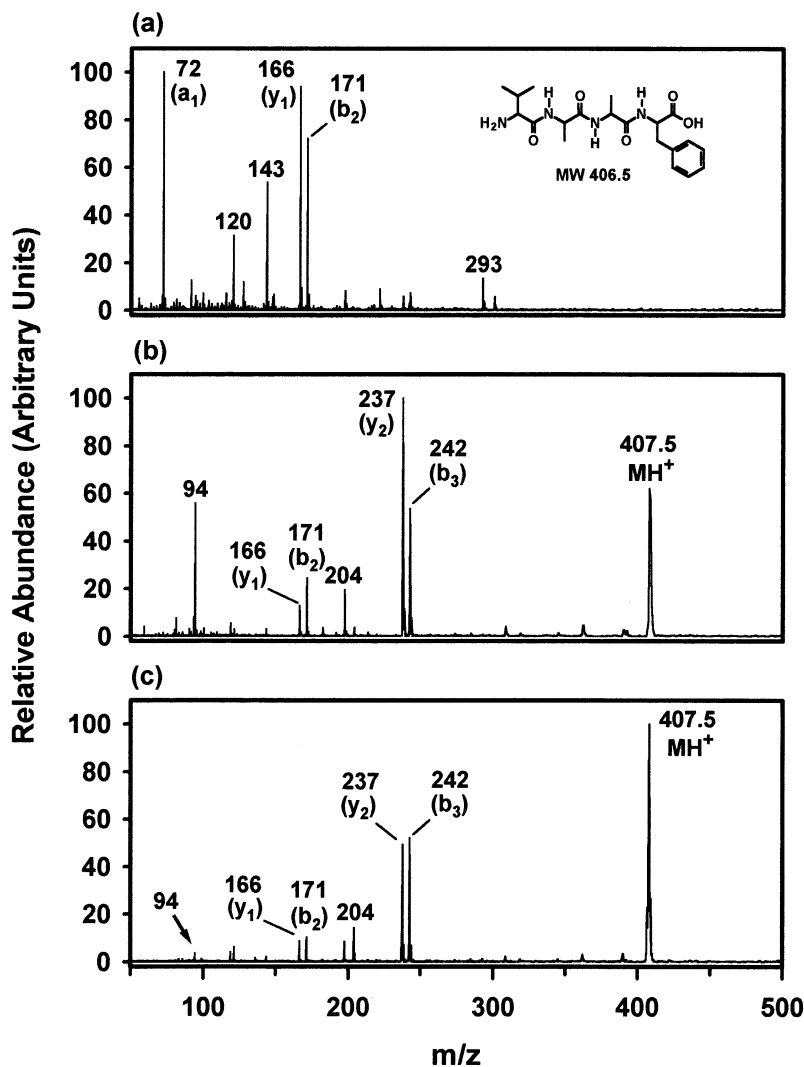 (a)
100
80
60
40
20
0
72
(a1)
166
(y1)
171
(b2)
143
120
293
H2N
O
H
N
N
H
O
H
N
O
O
OH
MW 406.5
(b)
100
80
60
40
20
0
94
166
(y1)
171
(b2)
204
237
(y2)
242
(b3)
407.5
MH+
(c)
100
80
60
40
20
0
94
166
(y1)
171
(b2)
204
237
(y2)
242
(b3)
407.5
MH+
100
200
300
400
500
m/z
Relative Abundance (Arbitrary Units)